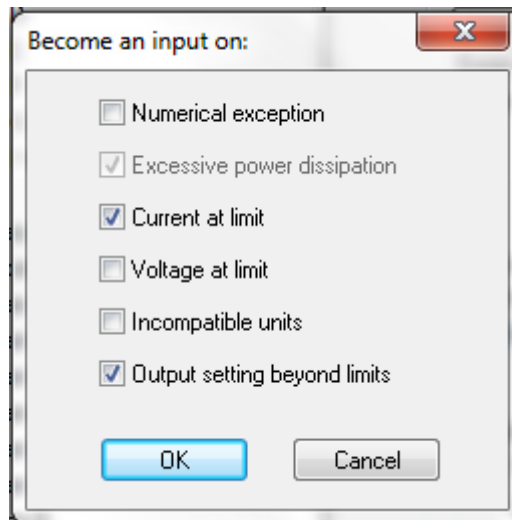 Become an input on:
Numerical exception
Excessive power dissipation
Current at limit
Voltage at limit
Incompatible units
Output setting beyond limits
OK Cancel